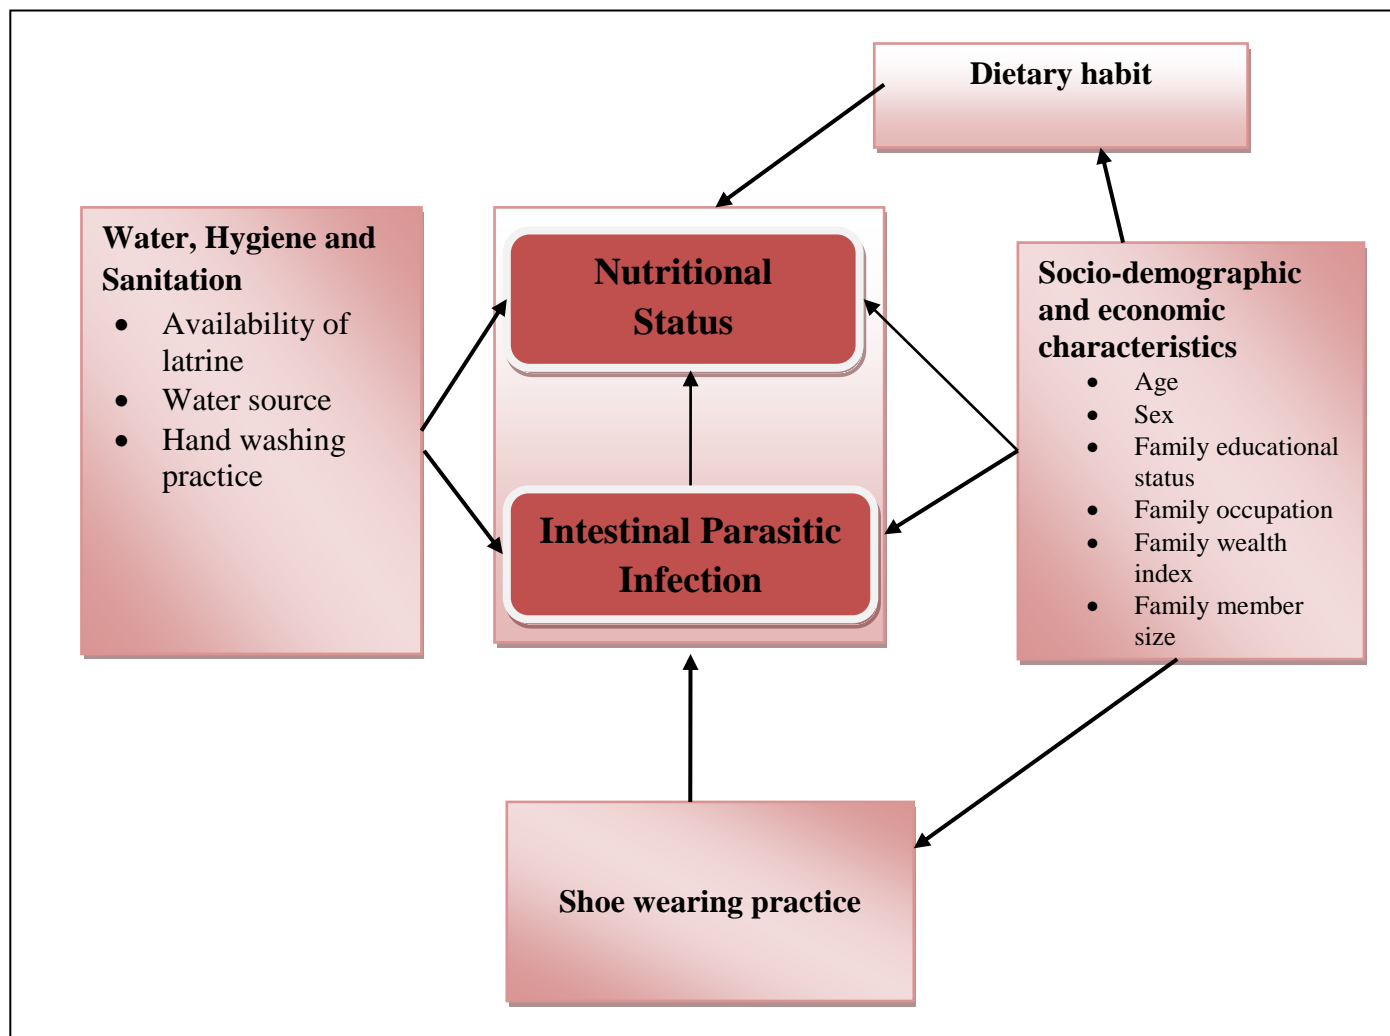 Dietary habit
Water, Hygiene and
Sanitation
• Availability of
latrine
• Water source
• Hand washing
practice
Nutritional
Status
Intestinal Parasitic
Infection
Socio-demographic
and economic
characteristics
• Age
• Sex
• Family educational
status
• Family occupation
• Family wealth
index
• Family member
size
Shoe wearing practice